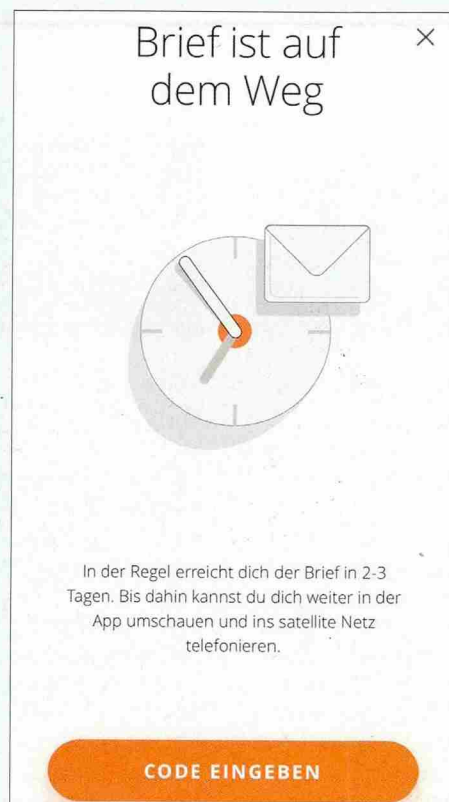 Brief ist auf
dem Weg
In der Regel erreicht dich der Brief in 2-3
Tagen. Bis dahin kannst du dich weiter in der
App umschauen und ins satellite Netz
telefonieren.
CODE EINGEBEN